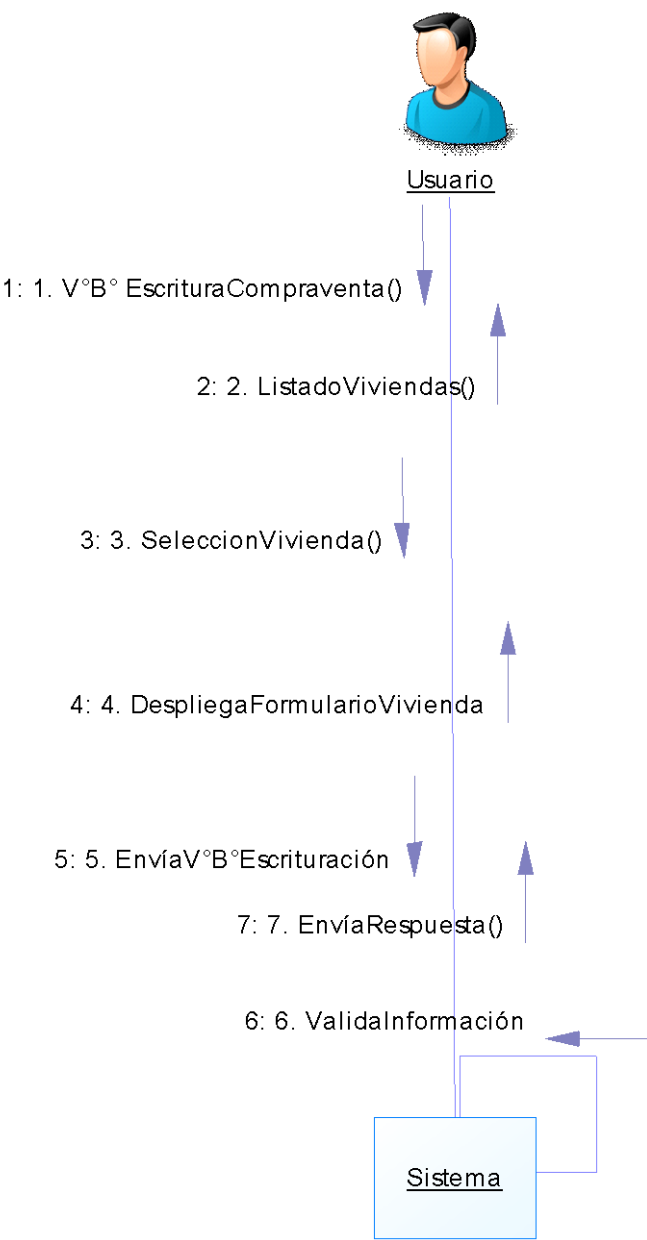 Usuario
1: 1. V°B° EscrituraCompraventa()
2: 2. ListadoViviendas()
3: 3. SeleccionVivienda()
4: 4. DespliegaFormularioVivienda
5: 5. EnvíaV°B°Escrituración
7: 7. EnvíaRespuesta()
6: 6. ValidaInformación
Sistema